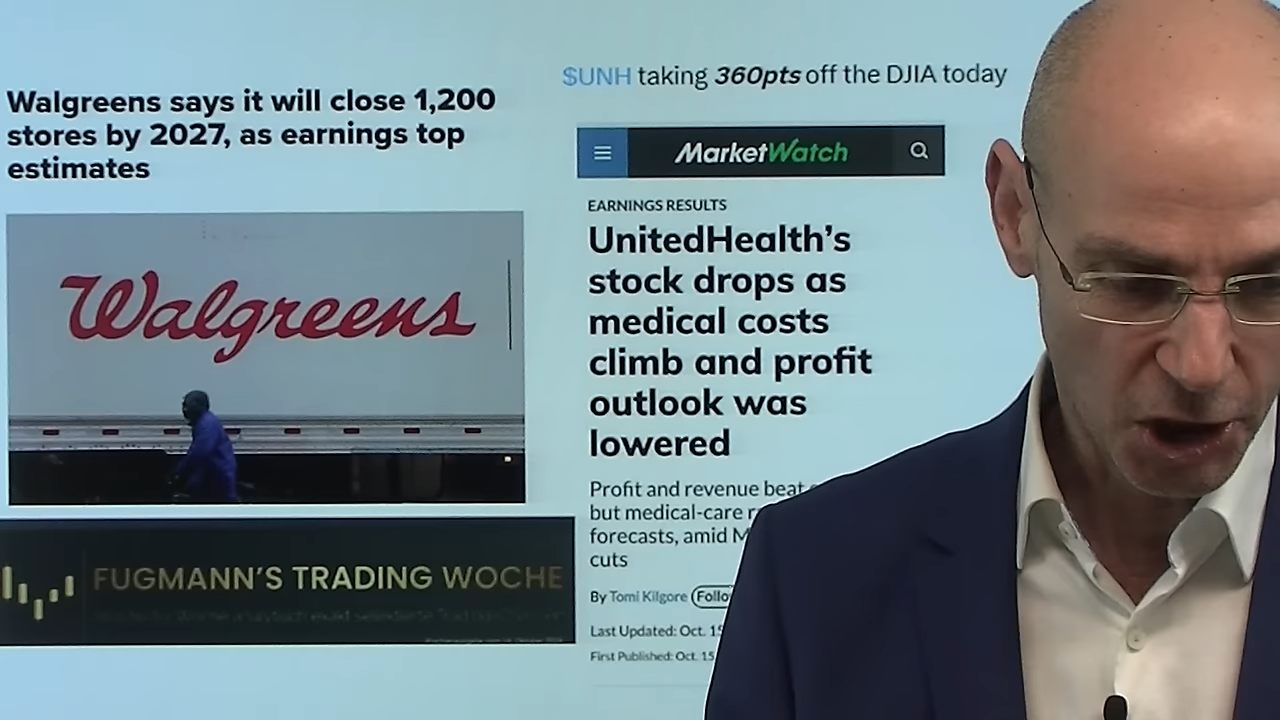 Walgreens says it will close 1,200
stores by 2027, as earnings top
estimates
Walgreens
FUGMANN'S TRADING WOCHE
$UNH taking 360pts off the DJIA today
MarketWatch
EARNINGS RESULTS
UnitedHealth's
stock drops as
medical costs
climb and profit
outlook was
lowered
Profit and revenue beat
but medical-care
forecasts, amid
cuts
By Tomi Kilgore Follo
Last Updated: Oct. 15
First Published: Oct. 15